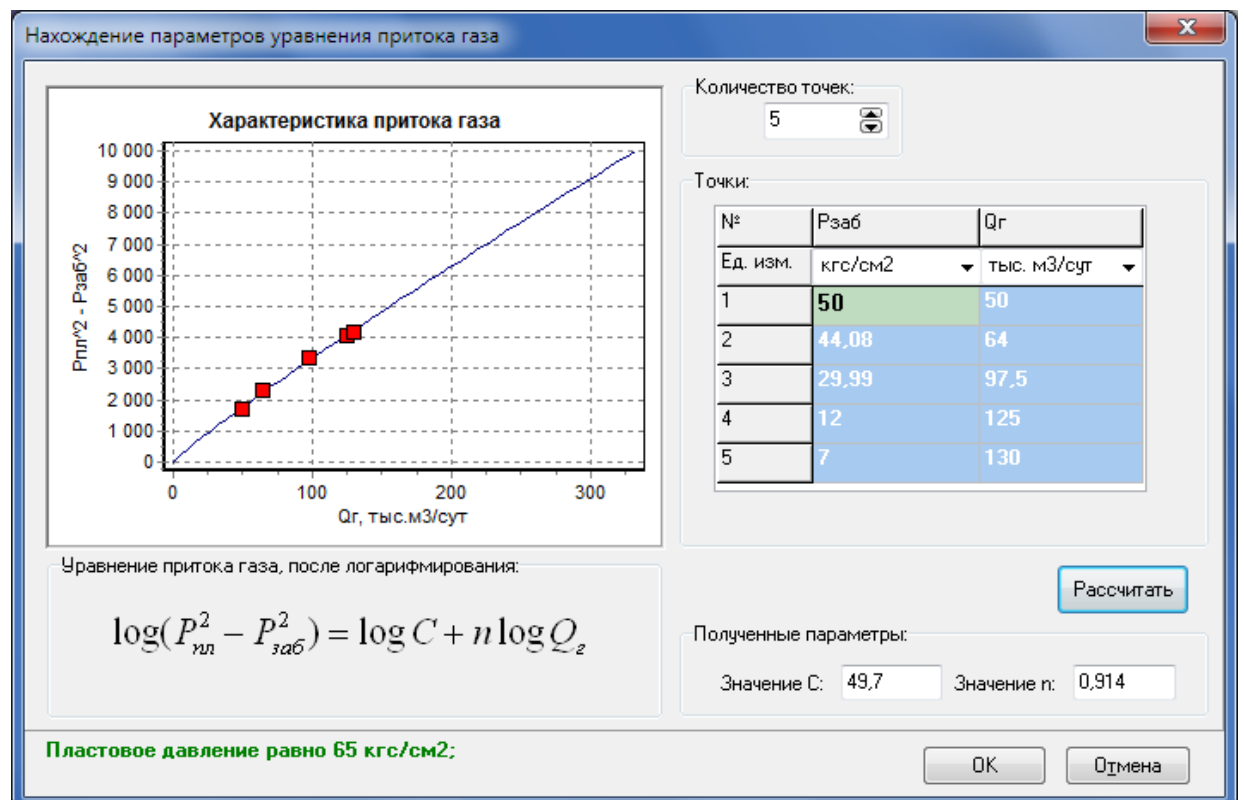 Нахождение параметров уравнения притока газа
Характеристика притока газа
10 000
9 000
8 000
7 000
6 000
5 000
4 000
3 000
2 000
1 000
0
Рпл^2 - Рзаб^2
0 100 200 300
Qг, тыс.м3/сут
Уравнение притока газа, после логарифмирования:
log(P²пл − P²заб) = log C + n log Qг
Количество точек:
5
Точки:
№ Рзаб Qг
Ед. изм. кгс/см2 тыс. м3/сут
1 50 50
2 44,08 64
3 29,99 97,5
4 12 125
5 7 130
Рассчитать
Полученные параметры:
Значение С: 49,7 Значение n: 0,914
Пластовое давление равно 65 кгс/см2;
ОК Отмена